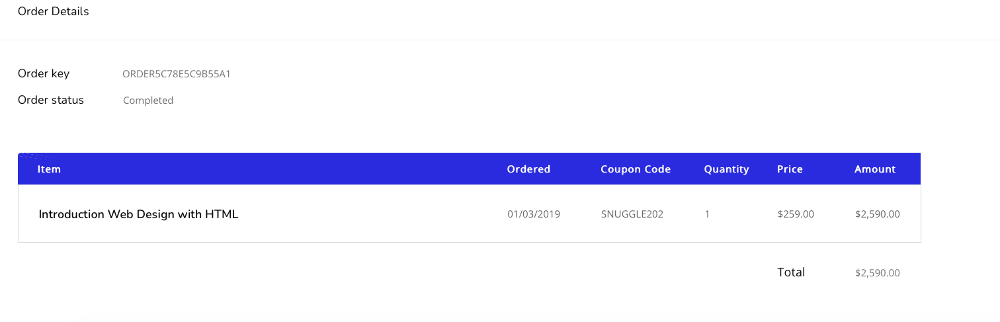 Order Details
Order key ORDER5C78E5C9B55A1
Order status Completed
Item Ordered Coupon Code Quantity Price Amount
Introduction Web Design with HTML 01/03/2019 SNUGGLE202 1 $259.00 $2,590.00
Total $2,590.00